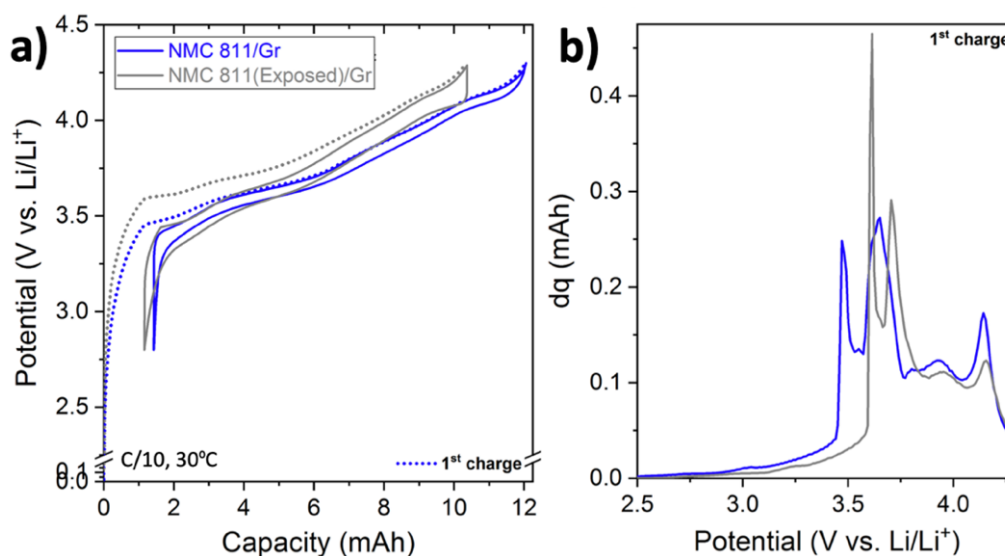 a)
NMC 811/Gr
NMC 811(Exposed)/Gr
4.5
4.0
3.5
3.0
2.5
0.1
0.0
Potential (V vs. Li/Li⁺)
C/10, 30ºC
1st charge
0 2 4 6 8 10 12
Capacity (mAh)
b)
1st charge
0.4
0.3
0.2
0.1
0.0
dq (mAh)
2.5 3.0 3.5 4.0
Potential (V vs. Li/Li⁺)